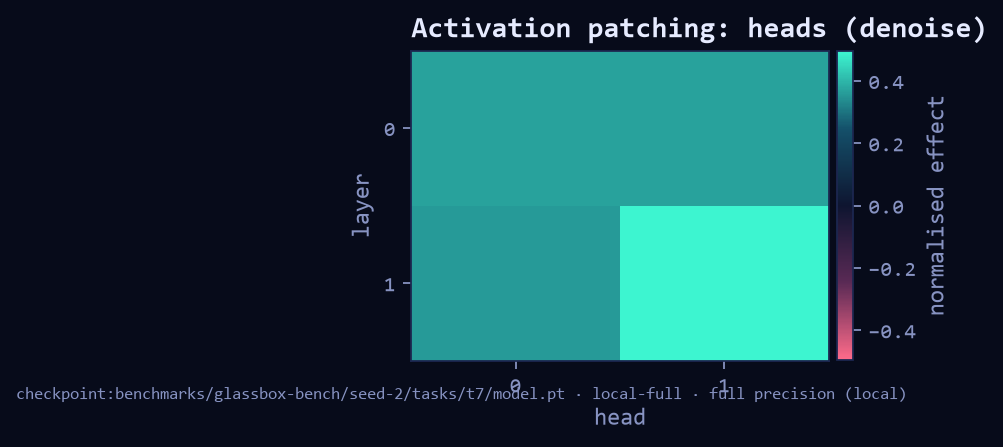 Activation patching: heads (denoise)
0.4
0.2
0.0
−0.2
−0.4
normalised effect
layer
0
1
0
1
checkpoint:benchmarks/glassbox-bench/seed-2/tasks/t7/model.pt · local-full · full precision (local)
head